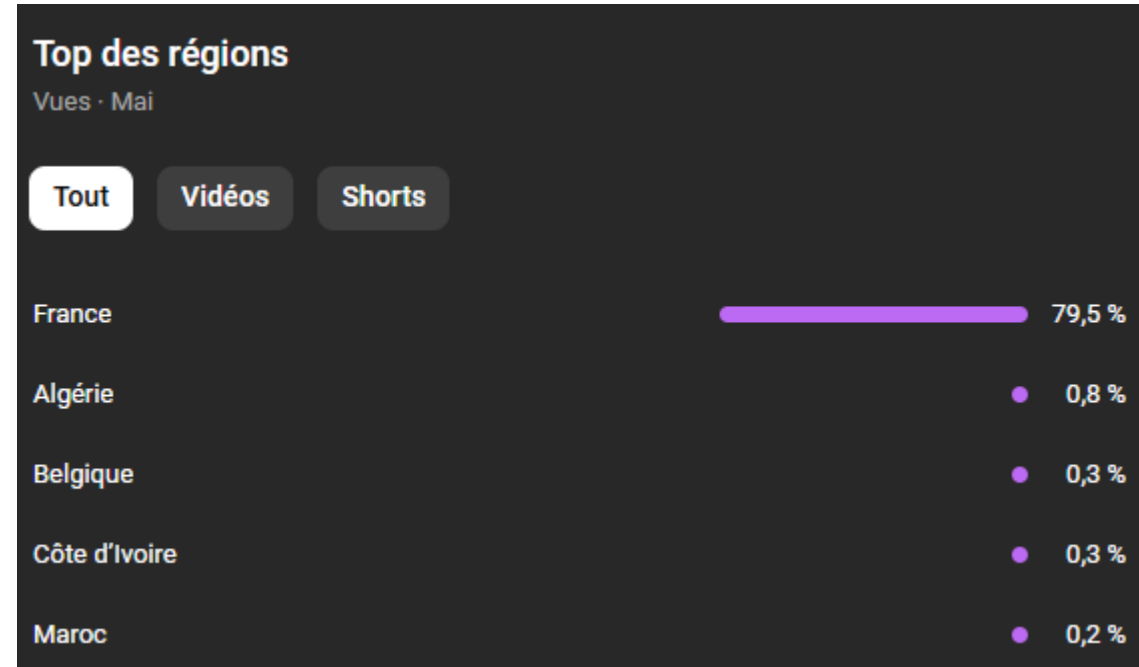 Top des régions
Vues · Mai
Tout Vidéos Shorts
France 79,5 %
Algérie 0,8 %
Belgique 0,3 %
Côte d’Ivoire 0,3 %
Maroc 0,2 %